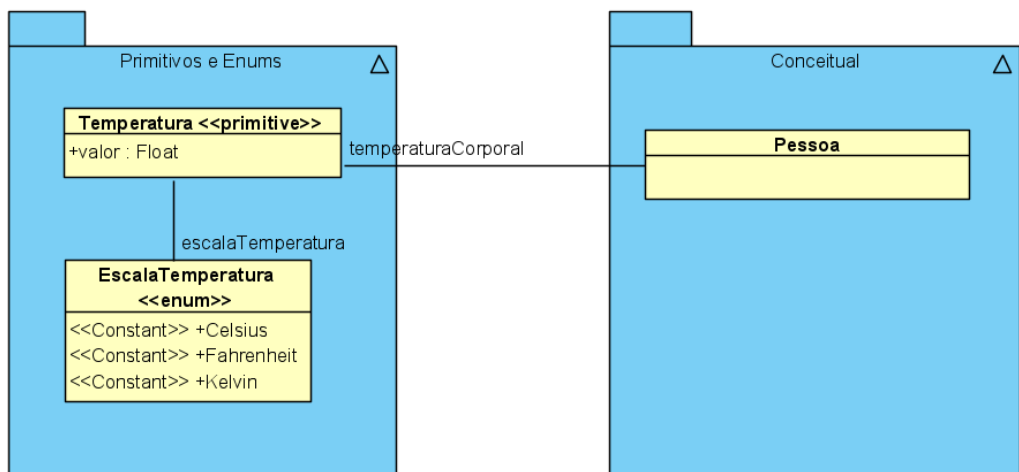 Primitivos e Enums
Temperatura <<primitive>>
+valor : Float
escalaTemperatura
EscalaTemperatura
<<enum>>
<<Constant>> +Celsius
<<Constant>> +Fahrenheit
<<Constant>> +Kelvin
temperaturaCorporal
Conceitual
Pessoa